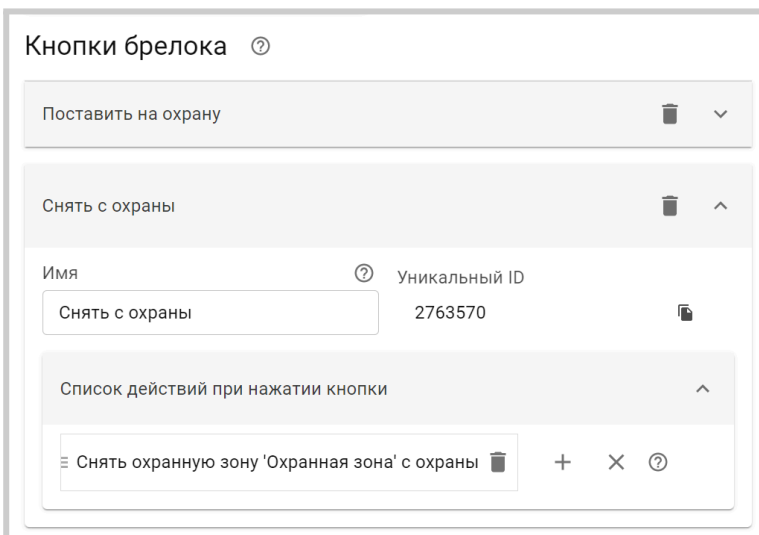 Кнопки брелока
Поставить на охрану
Снять с охраны
Имя
Уникальный ID
Снять с охраны
2763570
Список действий при нажатии кнопки
Снять охранную зону 'Охранная зона' с охраны